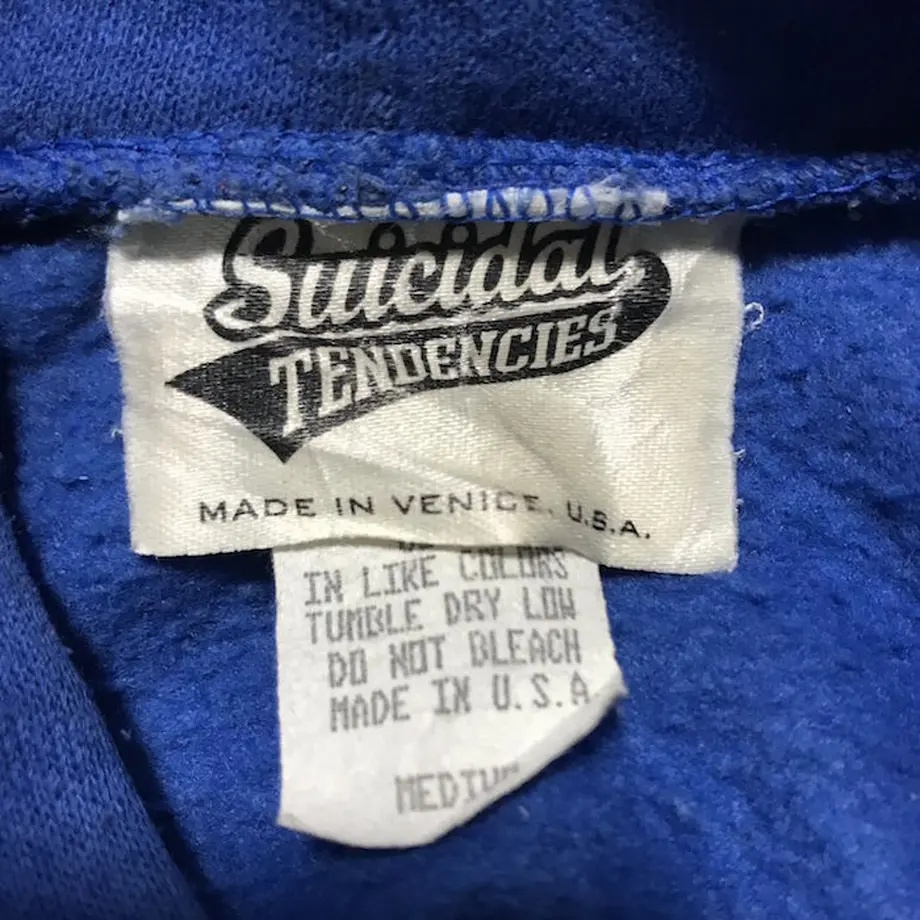 Suicidal
TENDENCIES
MADE IN VENICE, U.S.A.
IN LIKE COLORS
TUMBLE DRY LOW
DO NOT BLEACH
MADE IN U.S.A
MEDIUM